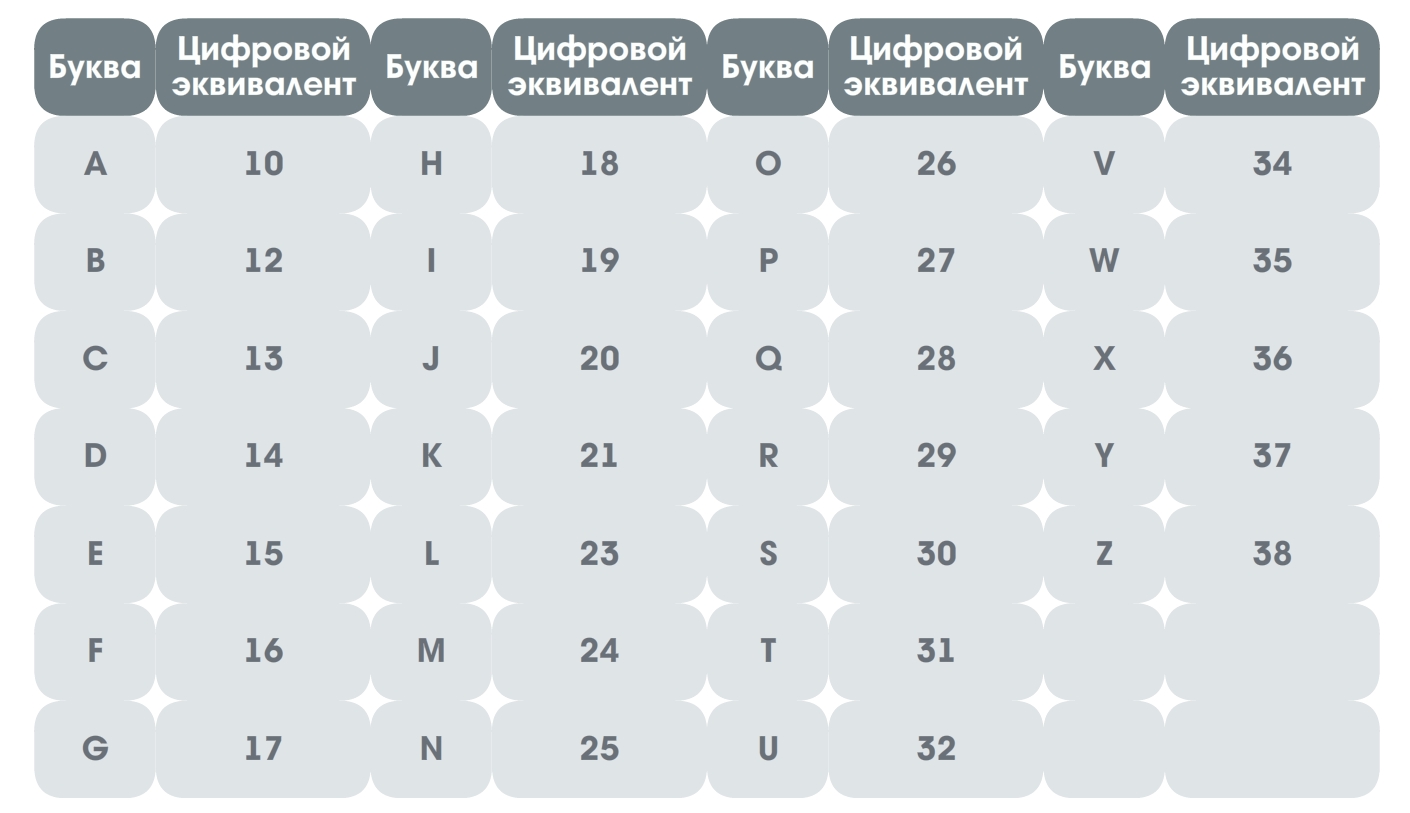 Буква Цифровой эквивалент Буква Цифровой эквивалент Буква Цифровой эквивалент Буква Цифровой эквивалент
A 10 H 18 O 26 V 34
B 12 I 19 P 27 W 35
C 13 J 20 Q 28 X 36
D 14 K 21 R 29 Y 37
E 15 L 23 S 30 Z 38
F 16 M 24 T 31
G 17 N 25 U 32